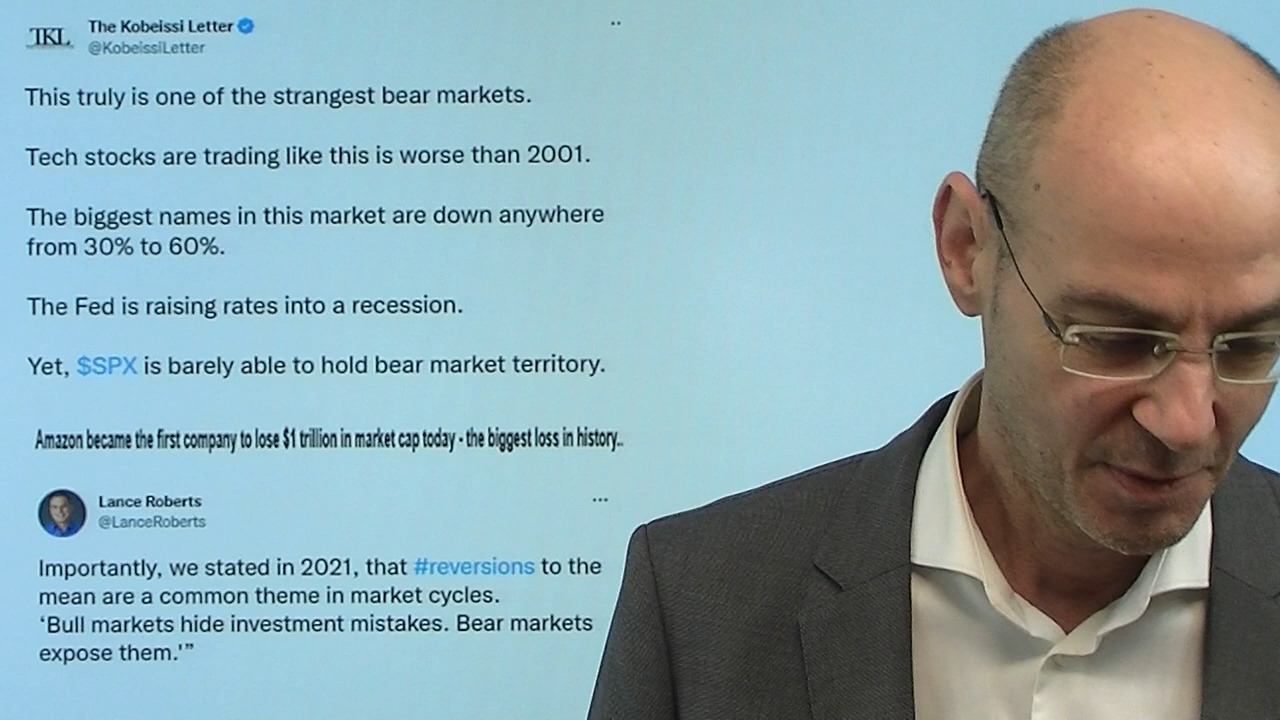 TKL The Kobeissi Letter
@KobeissiLetter
This truly is one of the strangest bear markets.
Tech stocks are trading like this is worse than 2001.
The biggest names in this market are down anywhere
from 30% to 60%.
The Fed is raising rates into a recession.
Yet, $SPX is barely able to hold bear market territory.
Amazon became the first company to lose $1 trillion in market cap today - the biggest loss in history..
Lance Roberts
@LanceRoberts
Importantly, we stated in 2021, that #reversions to the
mean are a common theme in market cycles.
‘Bull markets hide investment mistakes. Bear markets
expose them.'”